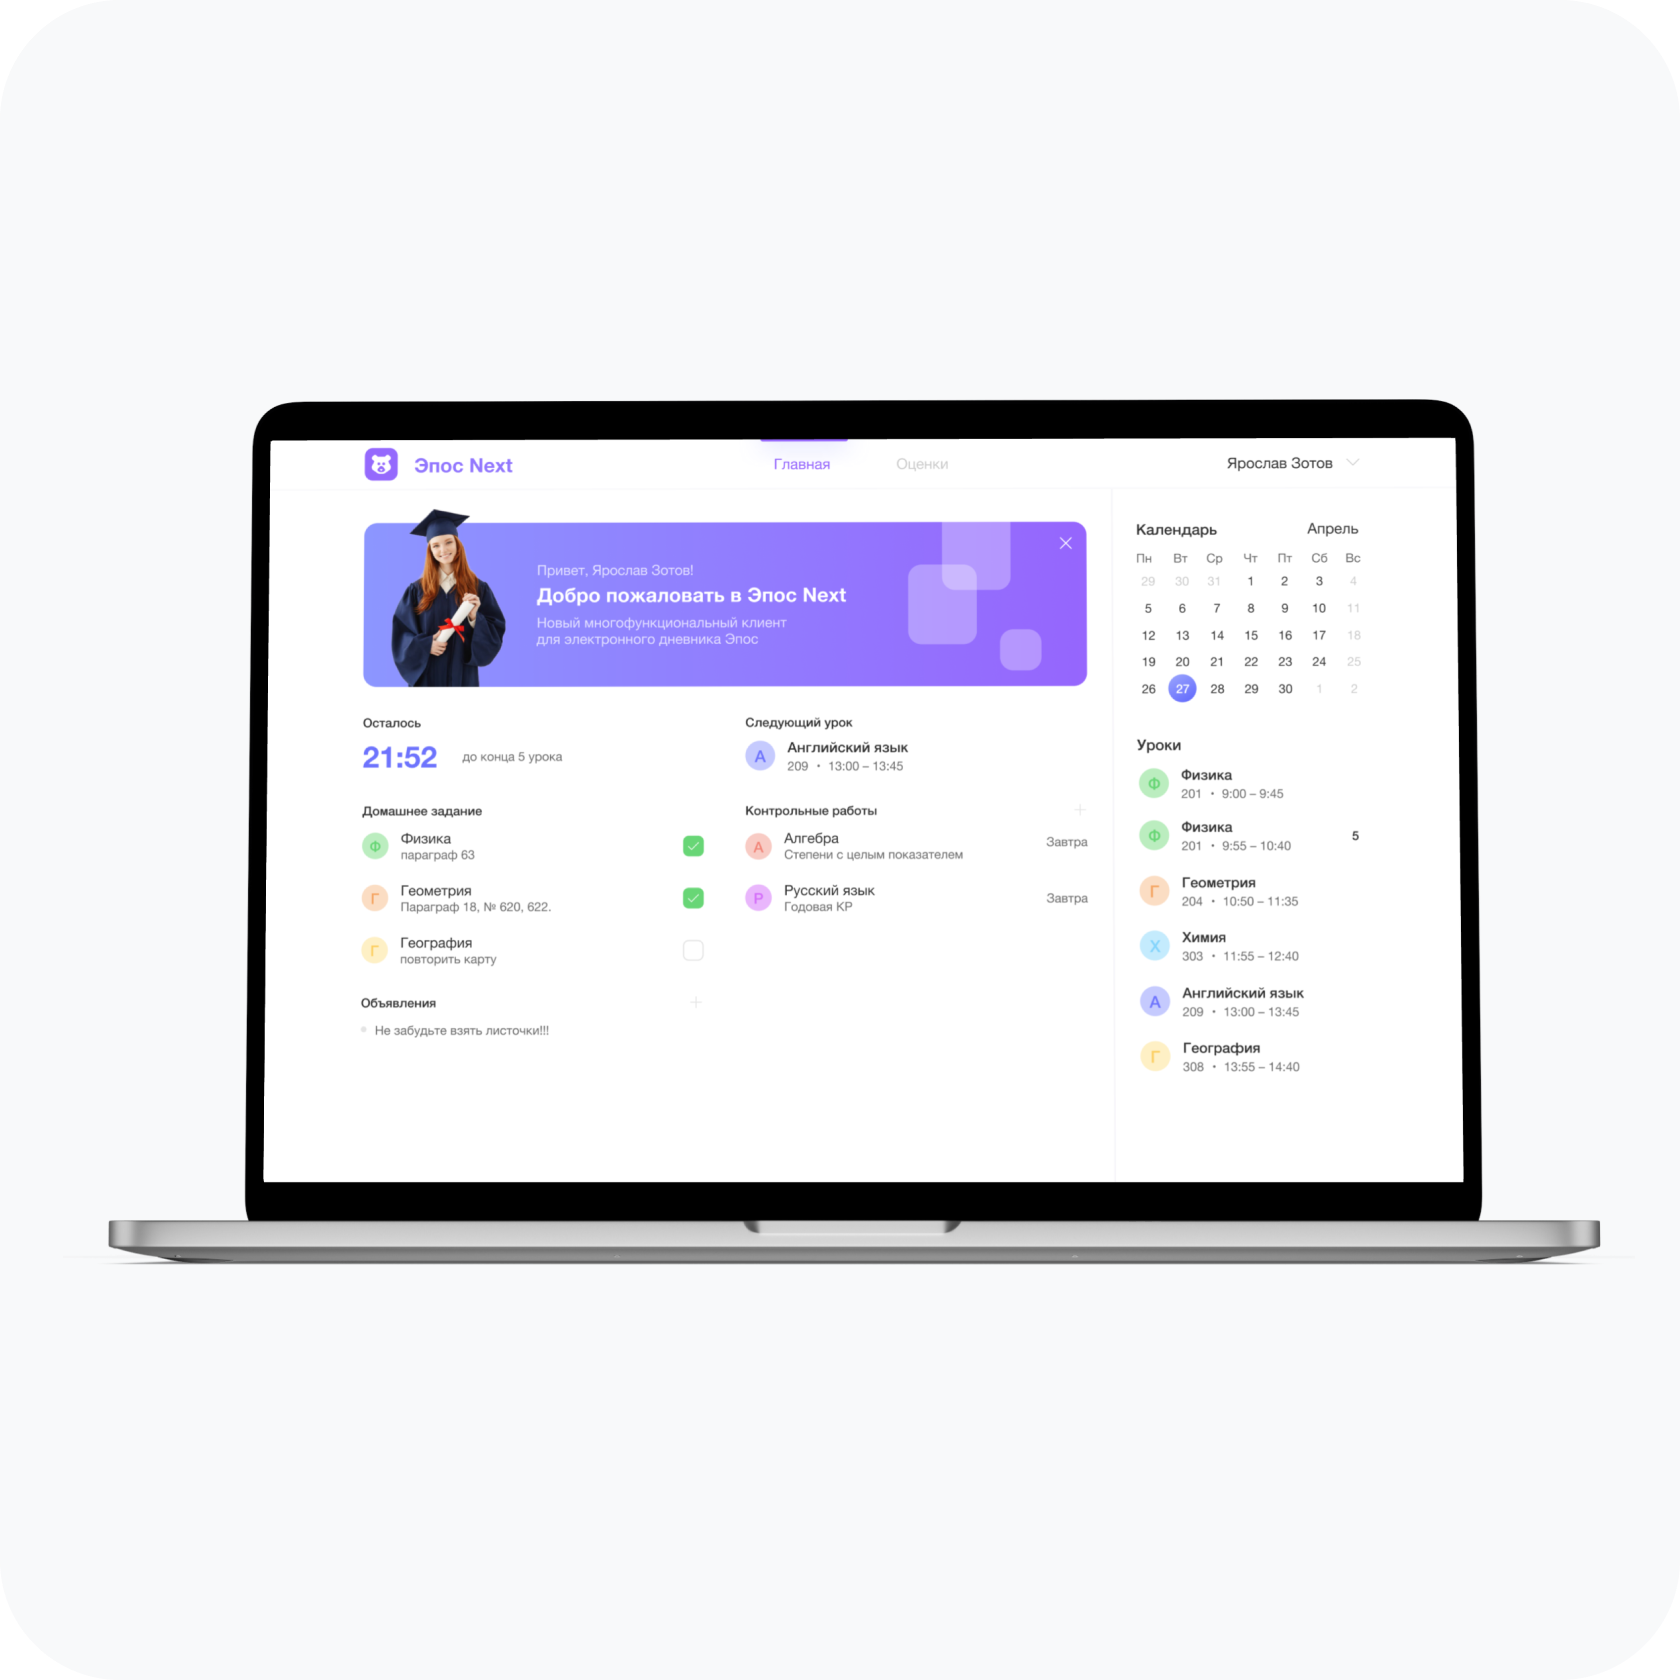 Эпос Next
Главная
Оценки
Ярослав Зотов
Привет, Ярослав Зотов!
Добро пожаловать в Эпос Next
Новый многофункциональный клиент
для электронного дневника Эпос
Осталось
21:52 до конца 5 урока
Следующий урок
А
Английский язык
209 • 13:00 – 13:45
Домашнее задание
Ф
Физика
параграф 63
Г
Геометрия
Параграф 18, № 620, 622.
Г
География
повторить карту
Контрольные работы
А
Алгебра
Степени с целым показателем
Завтра
Р
Русский язык
Годовая КР
Завтра
Объявления
Не забудьте взять листочки!!!
Календарь
Апрель
Пн Вт Ср Чт Пт Сб Вс
29 30 31 1 2 3 4
5 6 7 8 9 10 11
12 13 14 15 16 17 18
19 20 21 22 23 24 25
26 27 28 29 30 1 2
Уроки
Ф
Физика
201 • 9:00 – 9:45
Ф
Физика
201 • 9:55 – 10:40
5
Г
Геометрия
204 • 10:50 – 11:35
Х
Химия
303 • 11:55 – 12:40
А
Английский язык
209 • 13:00 – 13:45
Г
География
308 • 13:55 – 14:40